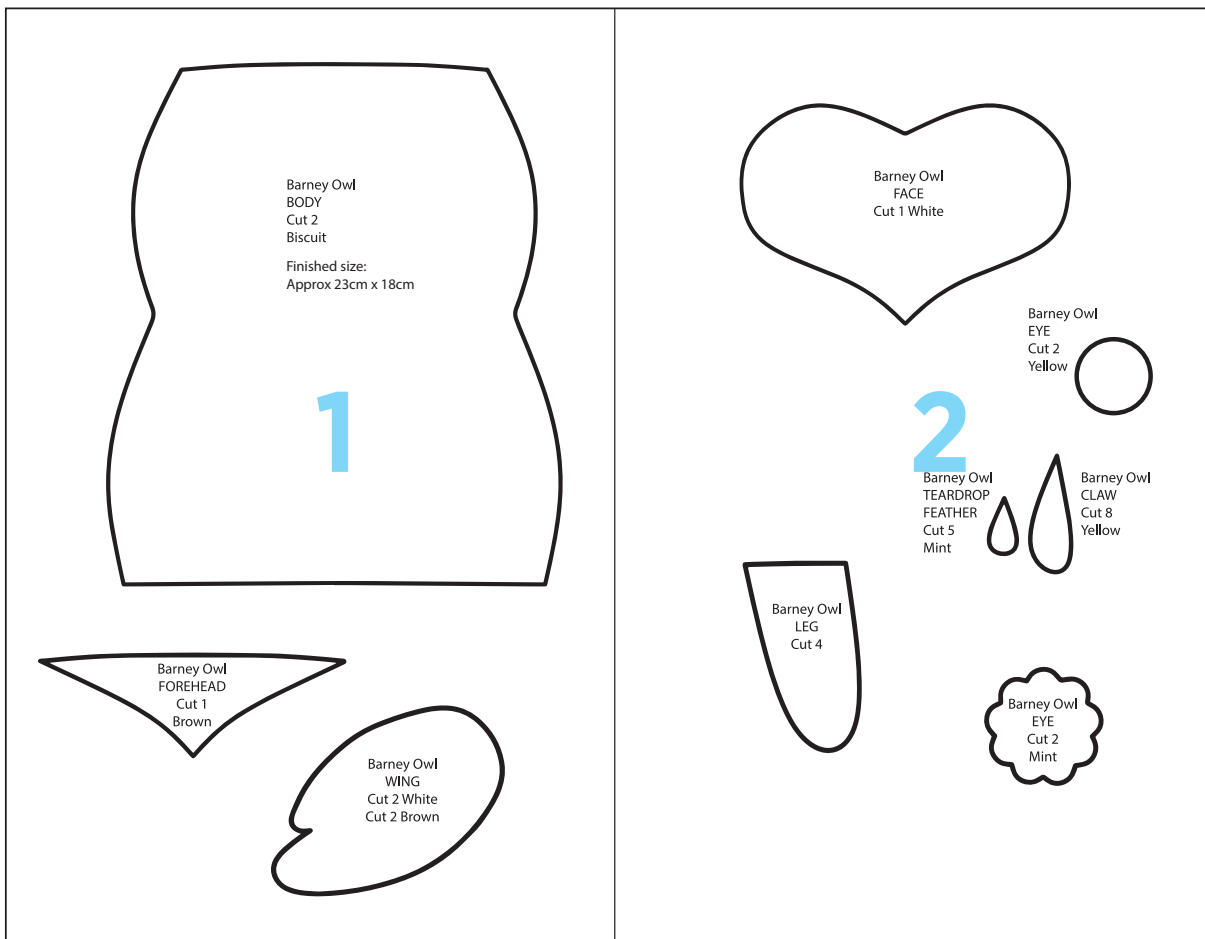 Barney Owl
BODY
Cut 2
Biscuit
Finished size:
Approx 23cm x 18cm
1
Barney Owl
FOREHEAD
Cut 1
Brown
Barney Owl
WING
Cut 2 White
Cut 2 Brown
Barney Owl
FACE
Cut 1 White
Barney Owl
EYE
Cut 2
Yellow
2
Barney Owl
TEARDROP
FEATHER
Cut 5
Mint
Barney Owl
CLAW
Cut 8
Yellow
Barney Owl
LEG
Cut 4
Barney Owl
EYE
Cut 2
Mint